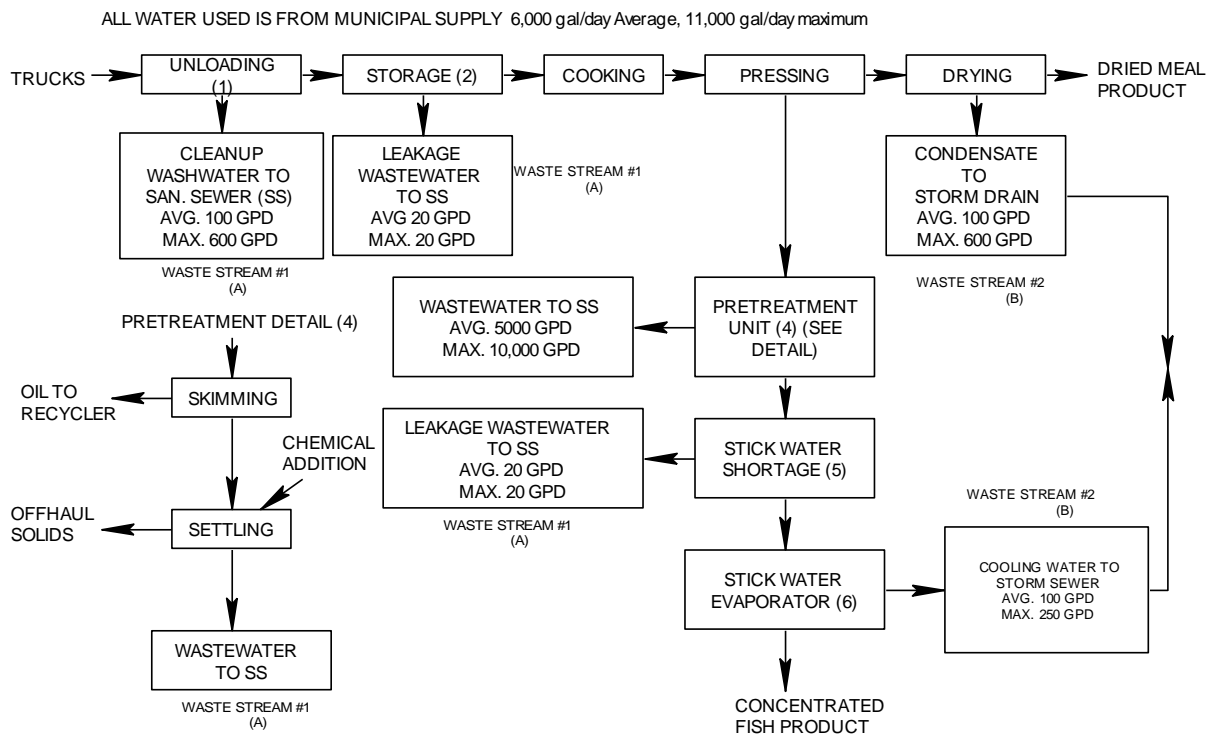 ALL WATER USED IS FROM MUNICIPAL SUPPLY 6,000 gal/day Average, 11,000 gal/day maximum
TRUCKS
UNLOADING
(1)
STORAGE (2)
COOKING
PRESSING
DRYING
DRIED MEAL
PRODUCT
CLEANUP
WASHWATER TO
SAN. SEWER (SS)
AVG. 100 GPD
MAX. 600 GPD
WASTE STREAM #1
(A)
LEAKAGE
WASTEWATER
TO SS
AVG 20 GPD
MAX. 20 GPD
WASTE STREAM #1
(A)
CONDENSATE
TO
STORM DRAIN
AVG. 100 GPD
MAX. 600 GPD
WASTE STREAM #2
(B)
PRETREATMENT DETAIL (4)
WASTEWATER TO SS
AVG. 5000 GPD
MAX. 10,000 GPD
PRETREATMENT
UNIT (4) (SEE
DETAIL)
OIL TO
RECYCLER
SKIMMING
CHEMICAL
ADDITION
LEAKAGE WASTEWATER
TO SS
AVG. 20 GPD
MAX. 20 GPD
WASTE STREAM #1
(A)
STICK WATER
SHORTAGE (5)
OFFHAUL
SOLIDS
SETTLING
WASTE STREAM #2
(B)
STICK WATER
EVAPORATOR (6)
COOLING WATER TO
STORM SEWER
AVG. 100 GPD
MAX. 250 GPD
WASTEWATER
TO SS
WASTE STREAM #1
(A)
CONCENTRATED
FISH PRODUCT